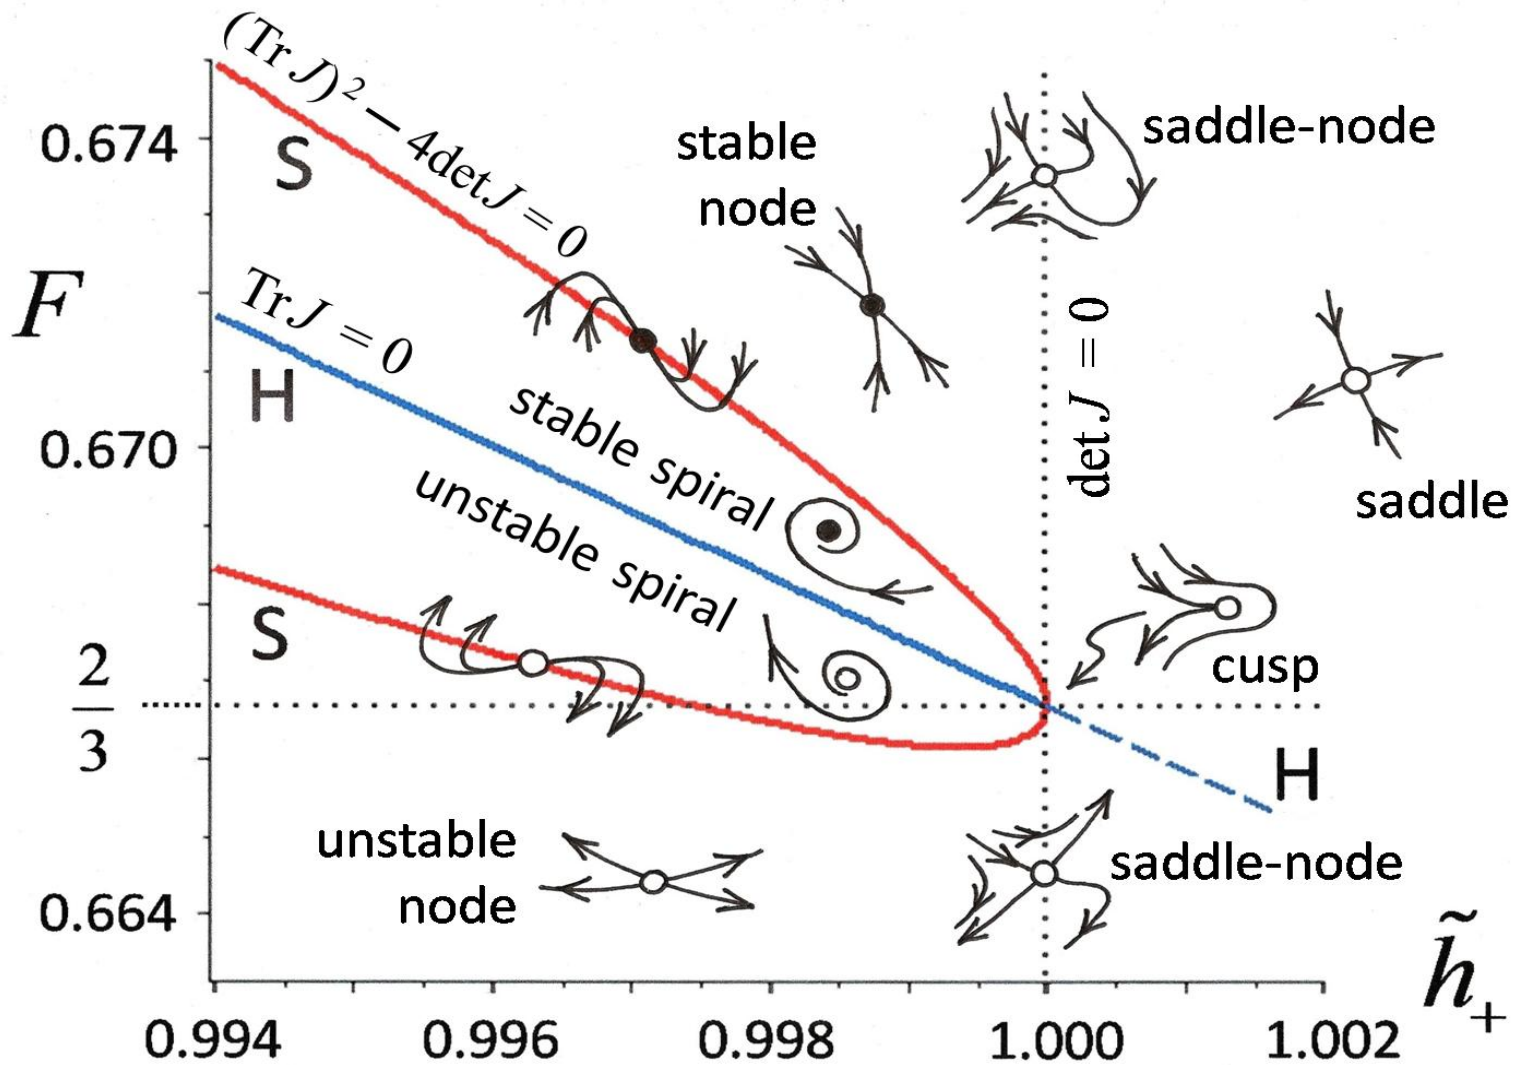 (Tr J)² − 4det J = 0
0.674
S
stable
node
saddle-node
F
Tr J = 0
H
det J = 0
0.670
stable spiral
unstable spiral
saddle
S
cusp
2
3
H
unstable
node
saddle-node
0.664
h̃₊
0.994
0.996
0.998
1.000
1.002